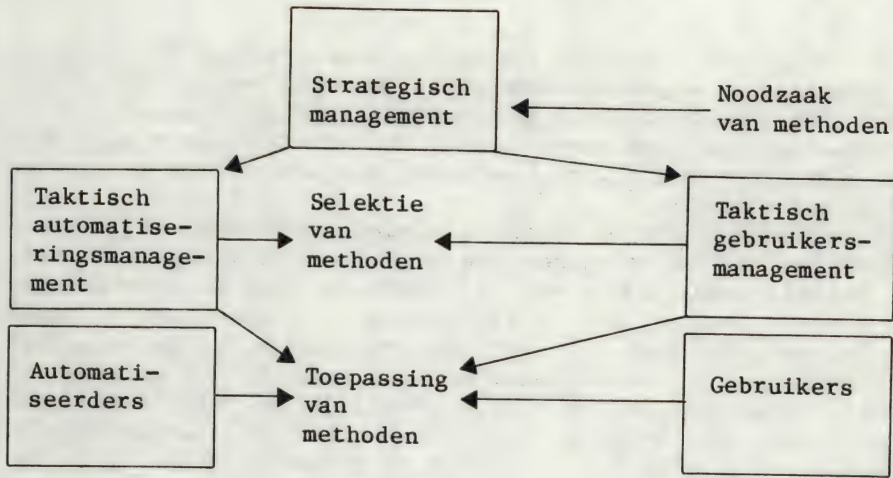 Strategisch
management
Noodzaak
van methoden
Taktisch
automatise-
ringsmanage-
ment
Selektie
van
methoden
Taktisch
gebruikers-
management
Automati-
seerders
Toepassing
van
methoden
Gebruikers